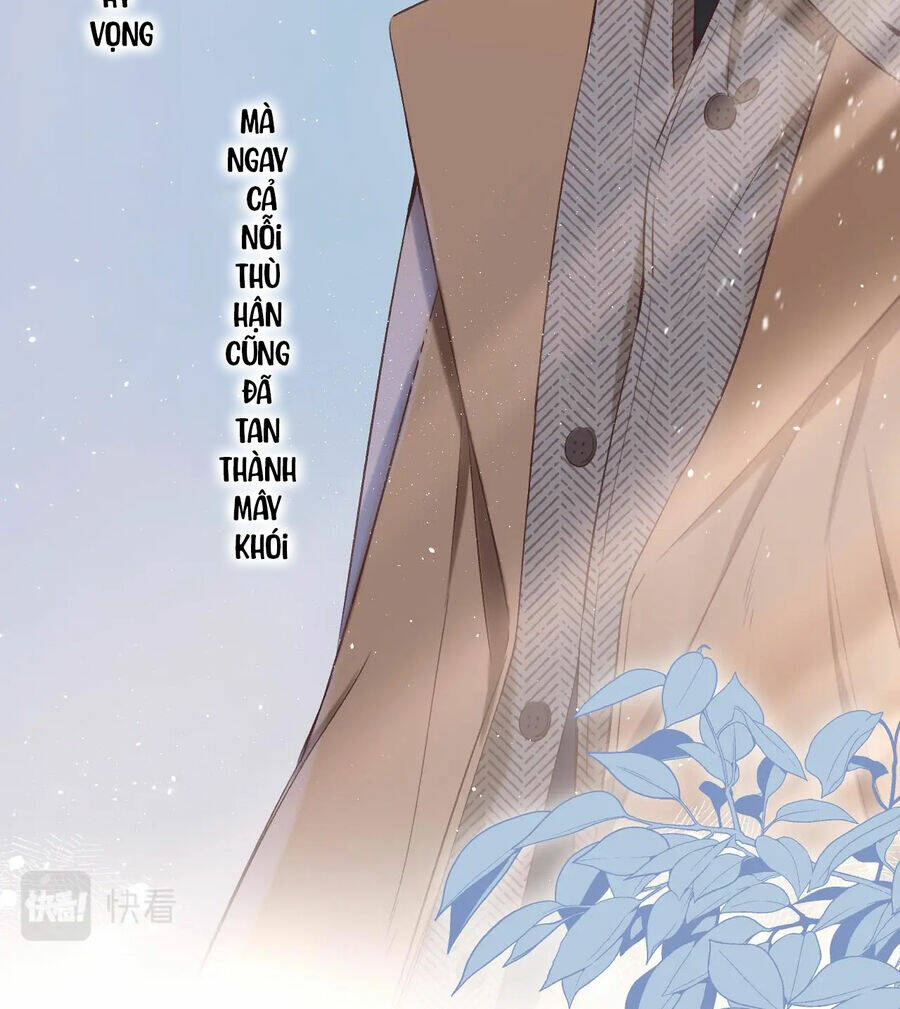 VỌNG
MÀ
NGAY
CẢ
NỖI
THÙ
HẬN
CŨNG
ĐÃ
TAN
THÀNH
MÂY
KHÓI
快看! 快看